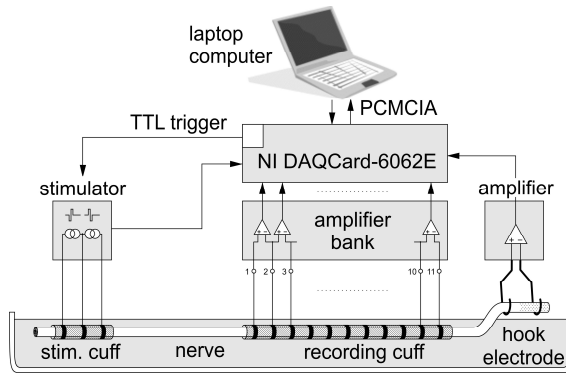 laptop
computer
PCMCIA
TTL trigger
NI DAQCard-6062E
stimulator
amplifier
amplifier
bank
1 2 3 10 11
stim. cuff
nerve
recording cuff
hook
electrode